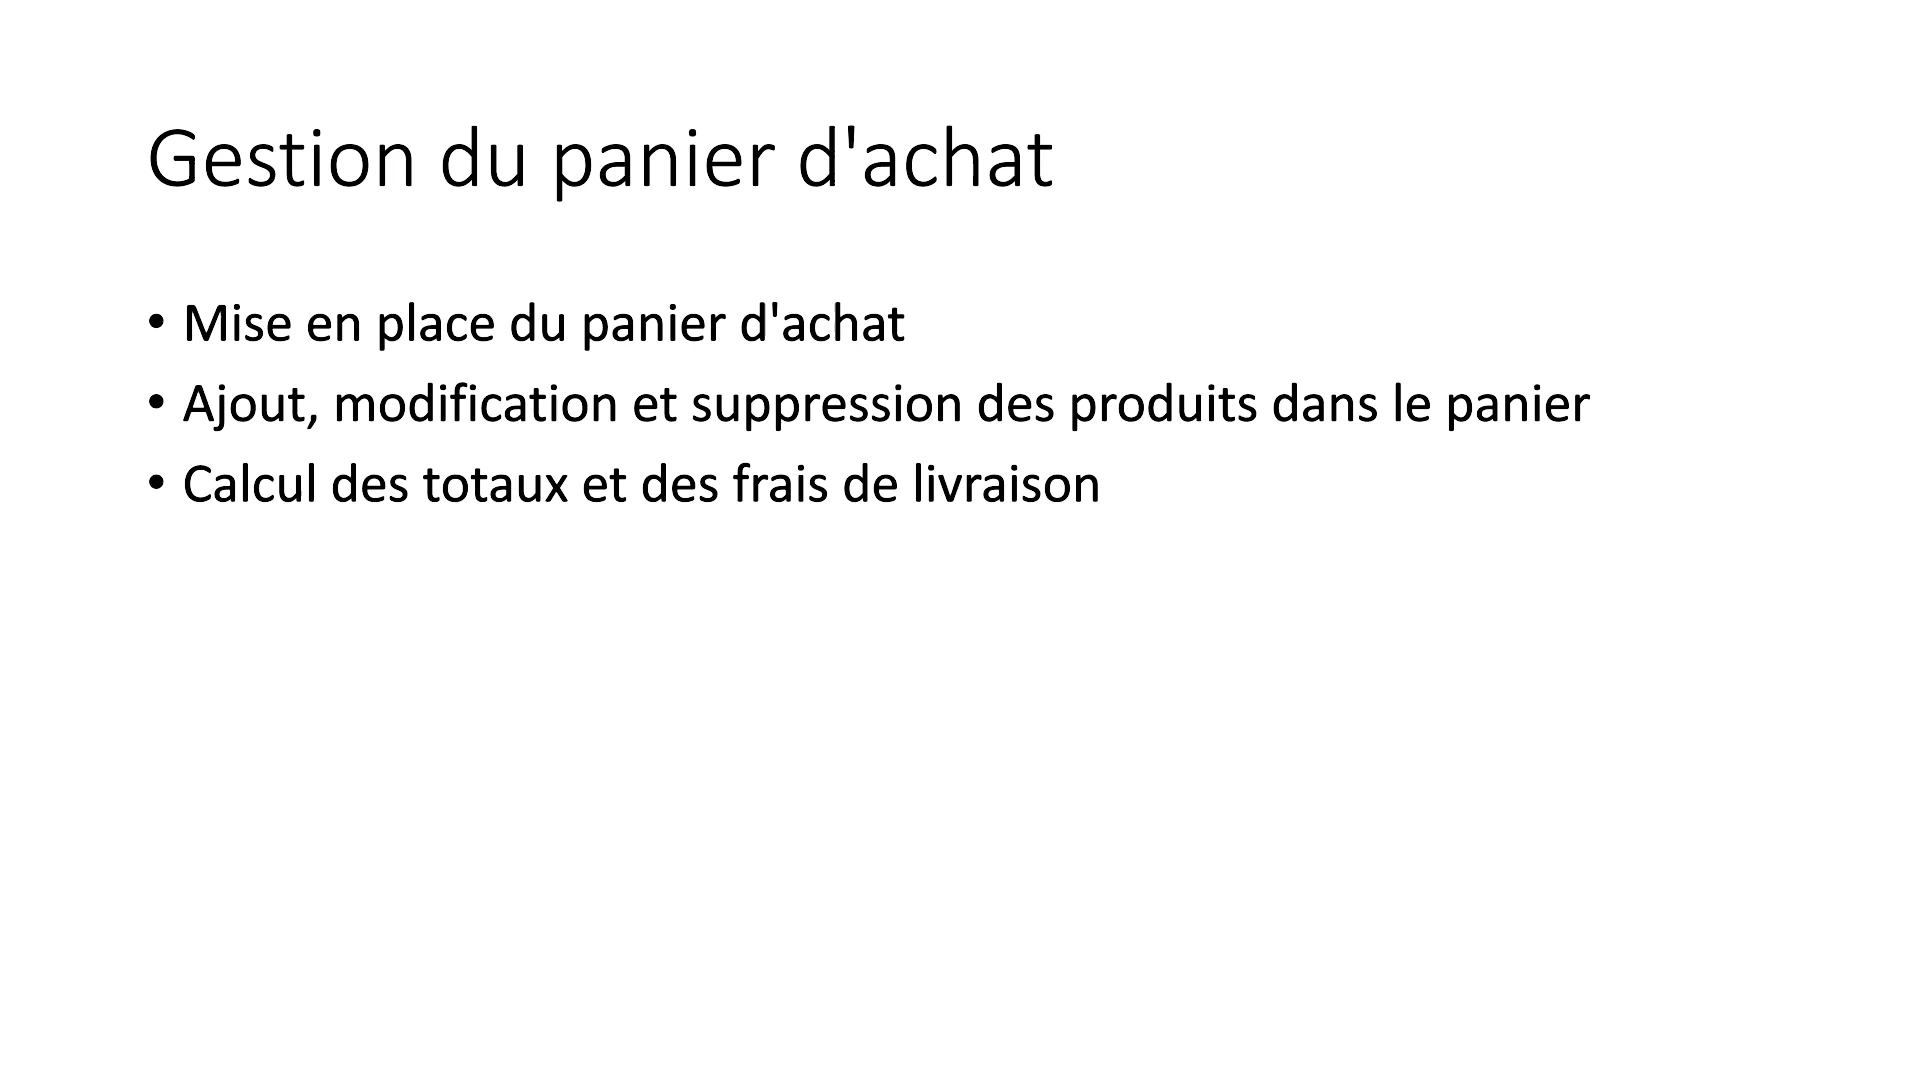 Gestion du panier d'achat
• Mise en place du panier d'achat
• Ajout, modification et suppression des produits dans le panier
• Calcul des totaux et des frais de livraison